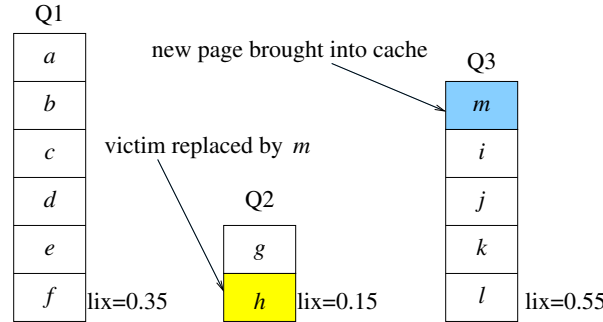 Q1
a
b
c
d
e
f
lix=0.35
victim replaced by m
Q2
g
h
lix=0.15
new page brought into cache
Q3
m
i
j
k
l
lix=0.55